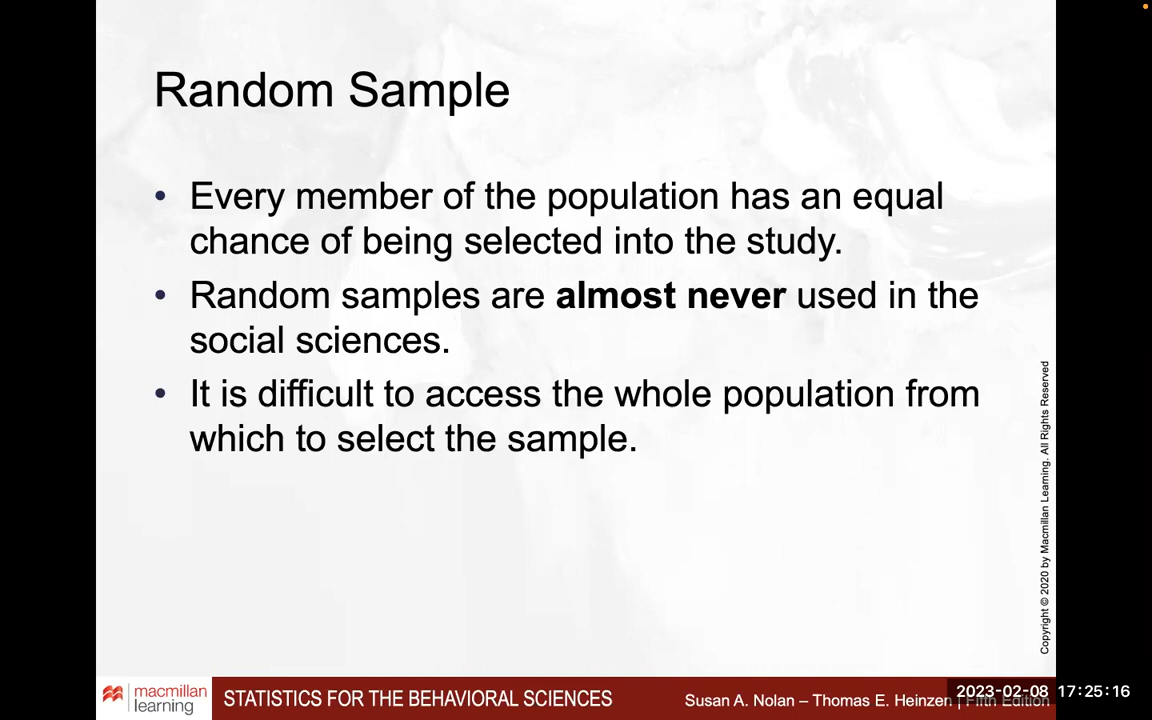 Random Sample
• Every member of the population has an equal
chance of being selected into the study.
• Random samples are almost never used in the
social sciences.
• It is difficult to access the whole population from
which to select the sample.
Copyright © 2020 by Macmillan Learning. All Rights Reserved
macmillan
learning
STATISTICS FOR THE BEHAVIORAL SCIENCES
Susan A. Nolan – Thomas E. Heinzen | Fifth Edition
2023-02-08 17:25:16